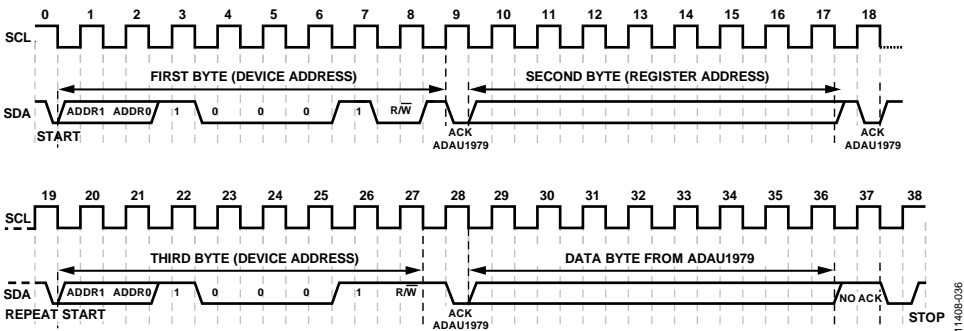 0 1 2 3 4 5 6 7 8 9 10 11 12 13 14 15 16 17 18
SCL
FIRST BYTE (DEVICE ADDRESS) SECOND BYTE (REGISTER ADDRESS)
SDA ADDR1 ADDR0 1 0 0 0 1 R/W̅
START ACK ADAU1979 ACK ADAU1979
19 20 21 22 23 24 25 26 27 28 29 30 31 32 33 34 35 36 37 38
SCL
THIRD BYTE (DEVICE ADDRESS) DATA BYTE FROM ADAU1979
SDA ADDR1 ADDR0 1 0 0 0 1 R/W̅ NO ACK
REPEAT START ACK ADAU1979 STOP
11408-036